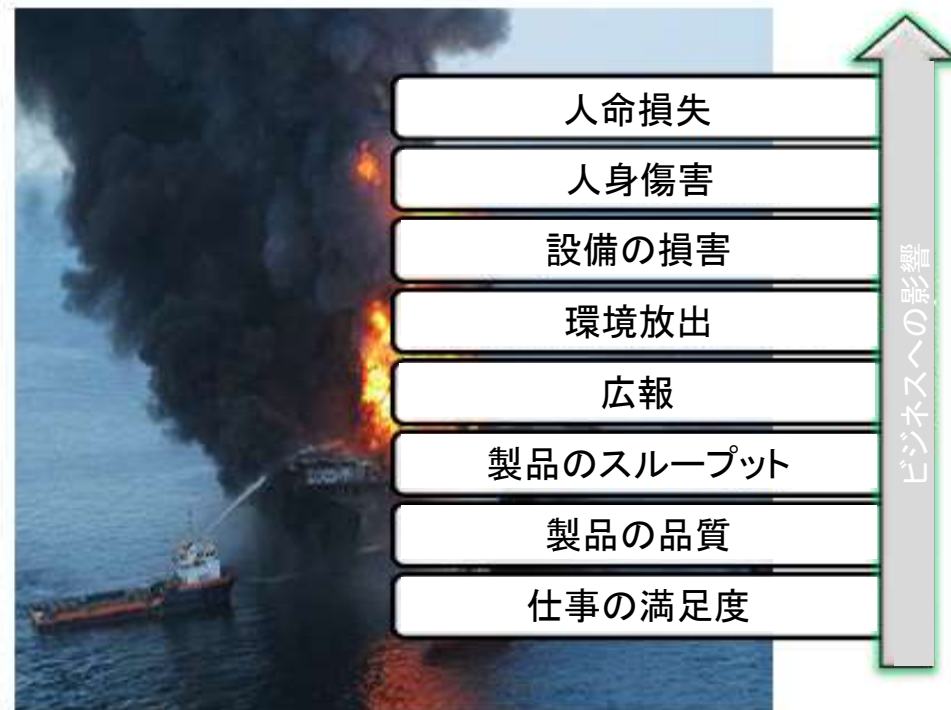 人命損失
人身傷害
設備の損害
環境放出
広報
製品のスループット
製品の品質
仕事の満足度
ビジネスへの影響